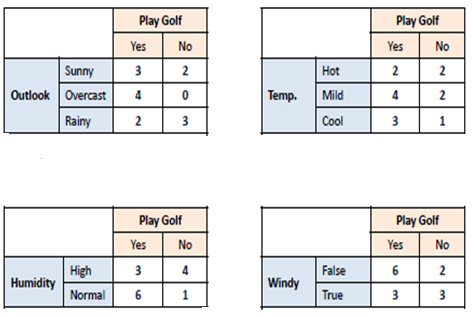 Play Golf
Yes No
Outlook Sunny 3 2
Overcast 4 0
Rainy 2 3
Play Golf
Yes No
Temp. Hot 2 2
Mild 4 2
Cool 3 1
Play Golf
Yes No
Humidity High 3 4
Normal 6 1
Play Golf
Yes No
Windy False 6 2
True 3 3